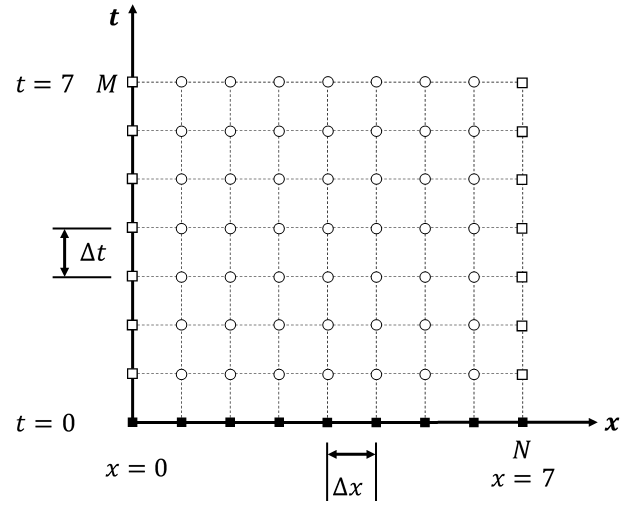 t
t = 7 M
Δt
t = 0
x
x = 0
N
x = 7
Δx